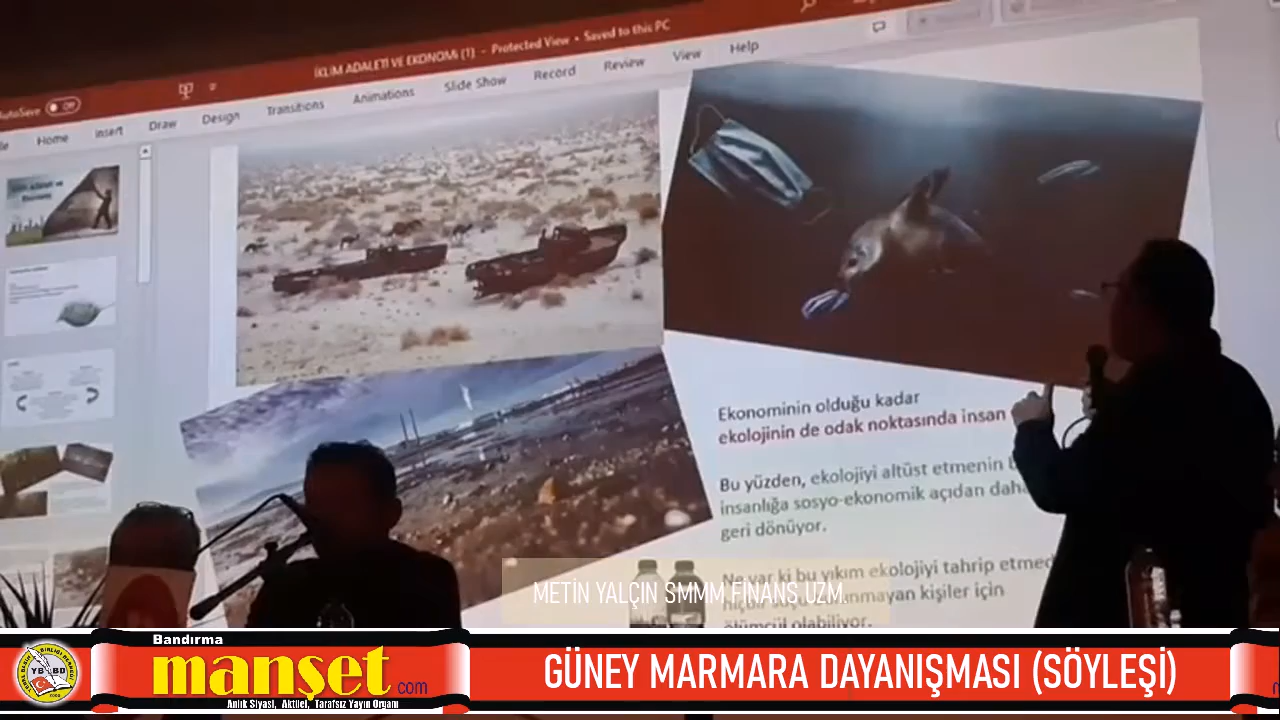 İKLİM ADALETİ VE EKONOMİ (1) - Protected View • Saved to this PC
AutoSave Off
Home Insert Draw Design Transitions Animations Slide Show Record Review View Help
Ekonominin olduğu kadar
ekolojinin de odak noktasında insan
Bu yüzden, ekolojiyi altüst etmenin
insanlığa sosyo-ekonomik açıdan daha
geri dönüyor.
Ne var ki bu yıkım ekolojiyi tahrip
kişiler için
ölümcül olabiliyor.
METİN YALÇIN SMMM FİNANS UZM.
Bandırma
manşet.com
Anlık Siyasi, Aktüel, Tarafsız Yayın Organı
GÜNEY MARMARA DAYANIŞMASI (SÖYLEŞİ)